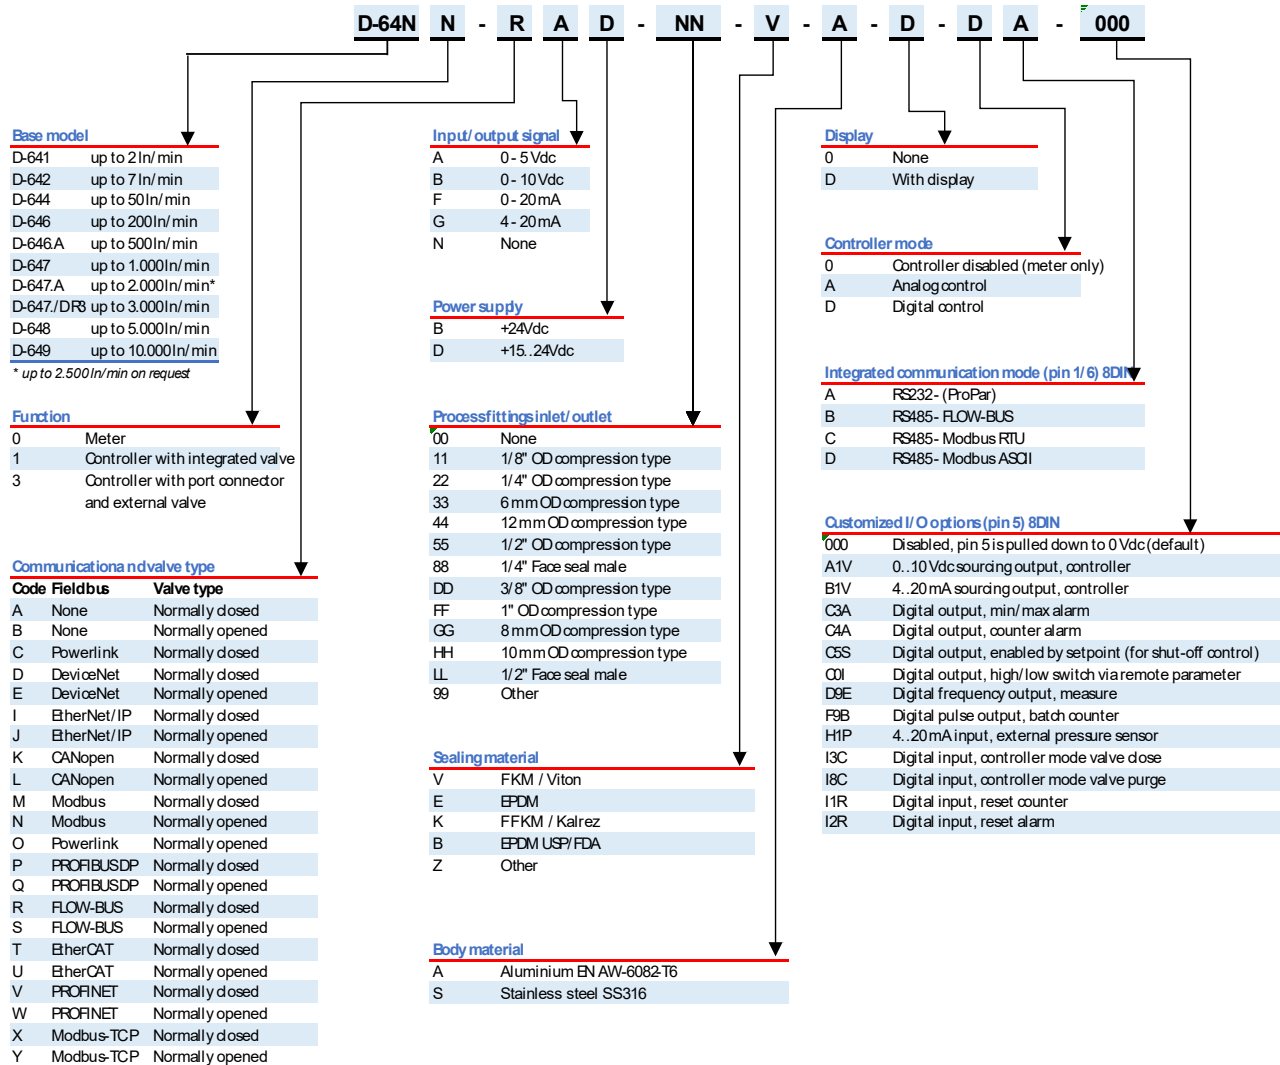 D-64N N - R A D - NN - V - A - D - D A - 000
Base model
D-641 up to 2 ln/min
D-642 up to 7 ln/min
D-644 up to 50 ln/min
D-646 up to 200 ln/min
D-646.A up to 500 ln/min
D-647 up to 1.000 ln/min
D-647.A up to 2.000 ln/min*
D-647./DR3 up to 3.000 ln/min
D-648 up to 5.000 ln/min
D-649 up to 10.000 ln/min
* up to 2.500 ln/min on request
Function
0 Meter
1 Controller with integrated valve
3 Controller with port connector
and external valve
Communication and valve type
Code Fieldbus Valve type
A None Normally closed
B None Normally opened
C Powerlink Normally closed
D DeviceNet Normally closed
E DeviceNet Normally opened
I EtherNet/IP Normally closed
J EtherNet/IP Normally opened
K CANopen Normally closed
L CANopen Normally opened
M Modbus Normally closed
N Modbus Normally opened
O Powerlink Normally opened
P PROFIBUS DP Normally closed
Q PROFIBUS DP Normally opened
R FLOW-BUS Normally closed
S FLOW-BUS Normally opened
T EtherCAT Normally closed
U EtherCAT Normally opened
V PROFINET Normally closed
W PROFINET Normally opened
X Modbus-TCP Normally closed
Y Modbus-TCP Normally opened
Input/output signal
A 0 - 5 Vdc
B 0 - 10 Vdc
F 0 - 20 mA
G 4 - 20 mA
N None
Power supply
B +24Vdc
D +15..24Vdc
Process fittings inlet/outlet
00 None
11 1/8" OD compression type
22 1/4" OD compression type
33 6 mm OD compression type
44 12 mm OD compression type
55 1/2" OD compression type
88 1/4" Face seal male
DD 3/8" OD compression type
FF 1" OD compression type
GG 8 mm OD compression type
HH 10 mm OD compression type
LL 1/2" Face seal male
99 Other
Sealing material
V FKM / Viton
E EPDM
K FFKM / Kalrez
B EPDM USP/FDA
Z Other
Body material
A Aluminium EN AW-6082-T6
S Stainless steel SS316
Display
0 None
D With display
Controller mode
0 Controller disabled (meter only)
A Analog control
D Digital control
Integrated communication mode (pin 1/6) 8DIN
A RS232 - (ProPar)
B RS485 - FLOW-BUS
C RS485 - Modbus RTU
D RS485 - Modbus ASCII
Customized I/O options (pin 5) 8DIN
000 Disabled, pin 5 is pulled down to 0 Vdc (default)
A1V 0..10 Vdc sourcing output, controller
B1V 4..20 mA sourcing output, controller
C3A Digital output, min/max alarm
C4A Digital output, counter alarm
C5S Digital output, enabled by setpoint (for shut-off control)
C0I Digital output, high/low switch via remote parameter
D9E Digital frequency output, measure
F9B Digital pulse output, batch counter
H1P 4..20 mA input, external pressure sensor
I3C Digital input, controller mode valve close
I8C Digital input, controller mode valve purge
I1R Digital input, reset counter
I2R Digital input, reset alarm